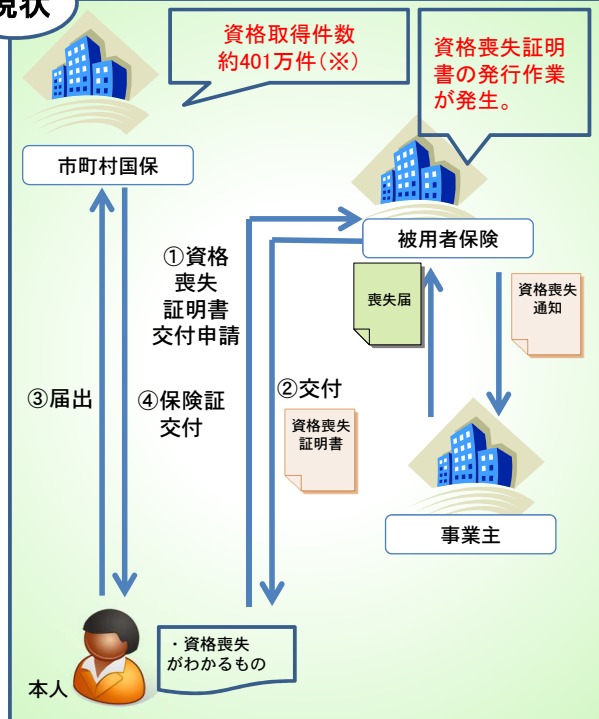 現状
資格取得件数
約401万件（※）
資格喪失証明
書の発行作業
が発生。
市町村国保
被用者保険
①資格
喪失
証明書
交付申請
喪失届
資格喪失
通知
③届出
④保険証
交付
②交付
資格喪失
証明書
事業主
・資格喪失
がわかるもの
本人